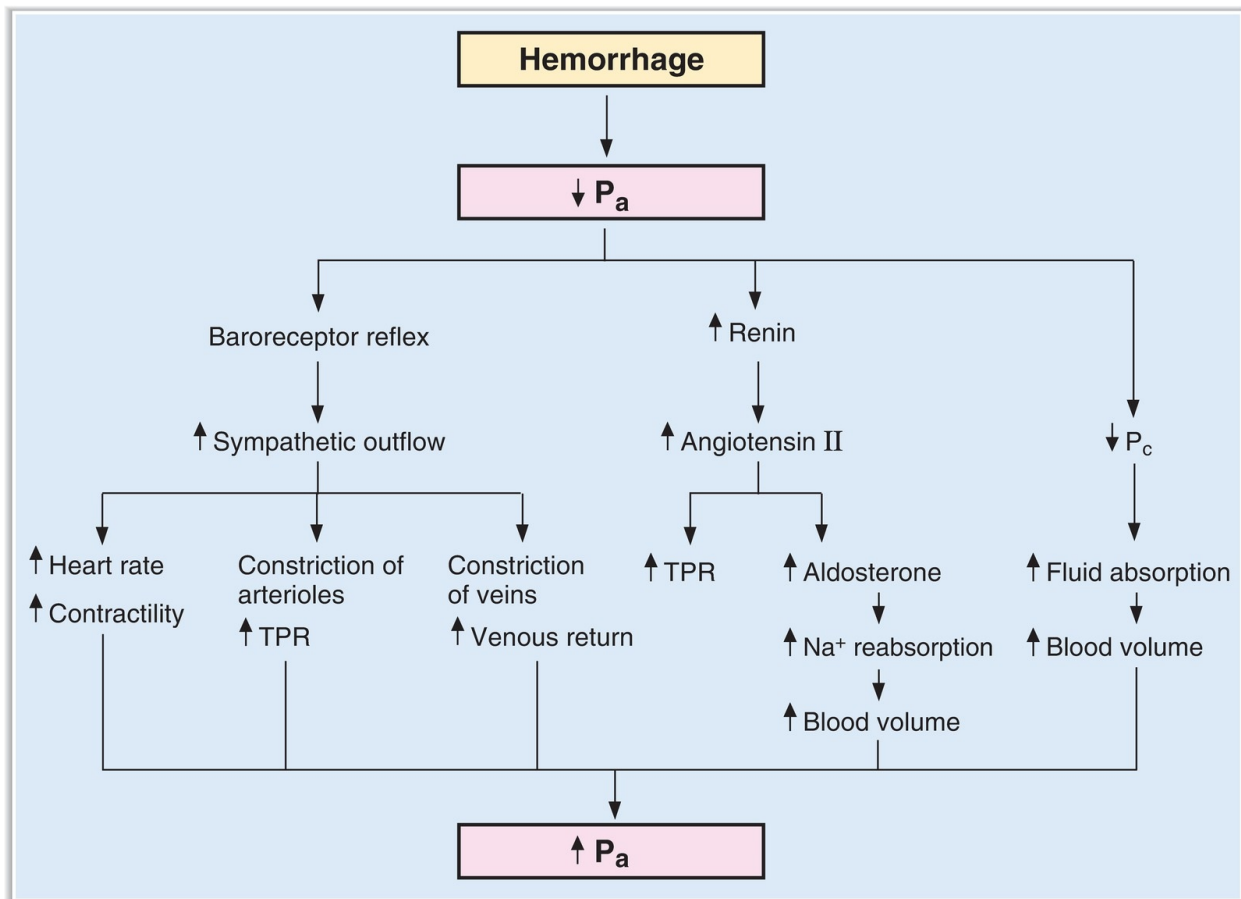 Hemorrhage
↓ Pa
Baroreceptor reflex
↑ Renin
↑ Sympathetic outflow
↑ Angiotensin II
↓ Pc
↑ Heart rate
↑ Contractility
Constriction of
arterioles
↑ TPR
Constriction
of veins
↑ Venous return
↑ TPR
↑ Aldosterone
↑ Na⁺ reabsorption
↑ Blood volume
↑ Fluid absorption
↑ Blood volume
↑ Pa